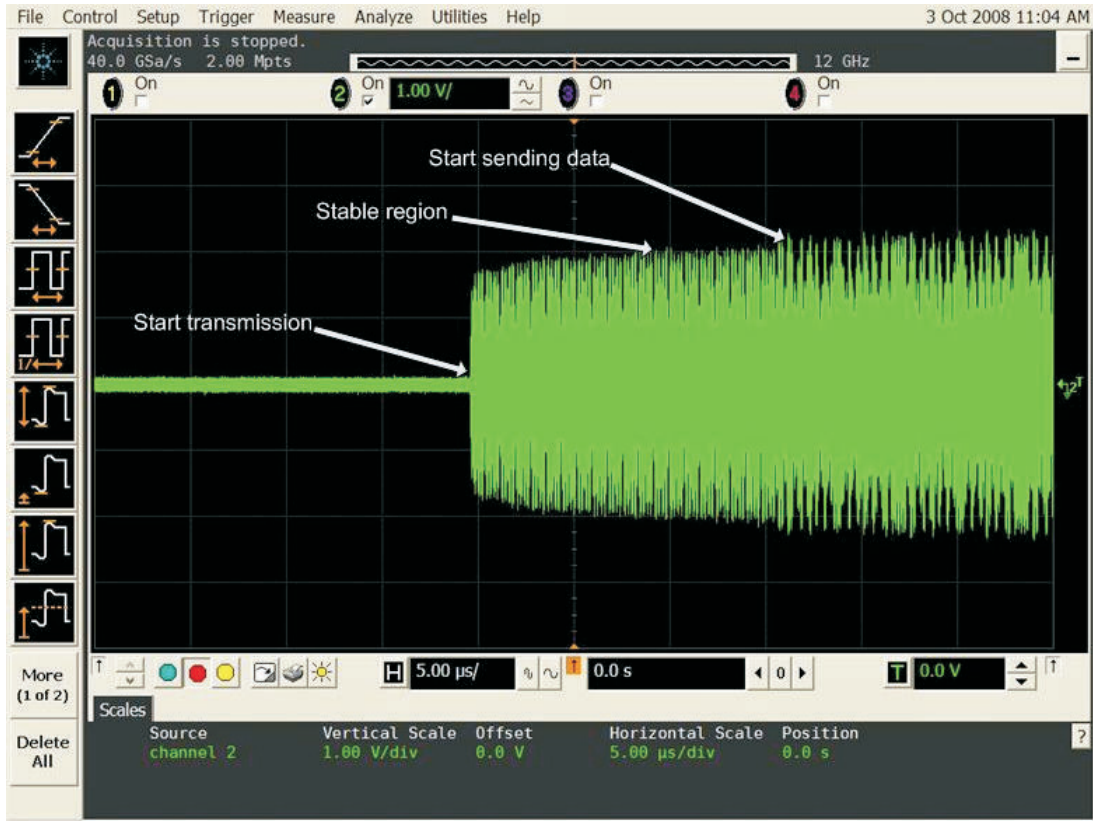 File Control Setup Trigger Measure Analyze Utilities Help 3 Oct 2008 11:04 AM
Acquisition is stopped.
40.0 GSa/s 2.00 Mpts 12 GHz
1 On 2 On 1.00 V/ 3 On 4 On
Start sending data
Stable region
Start transmission
1/
2 T
More
(1 of 2)
Delete
All
H 5.00 µs/ 0.0 s 0 T 0.0 V
Scales
Source Vertical Scale Offset Horizontal Scale Position
channel 2 1.00 V/div 0.0 V 5.00 µs/div 0.0 s
?